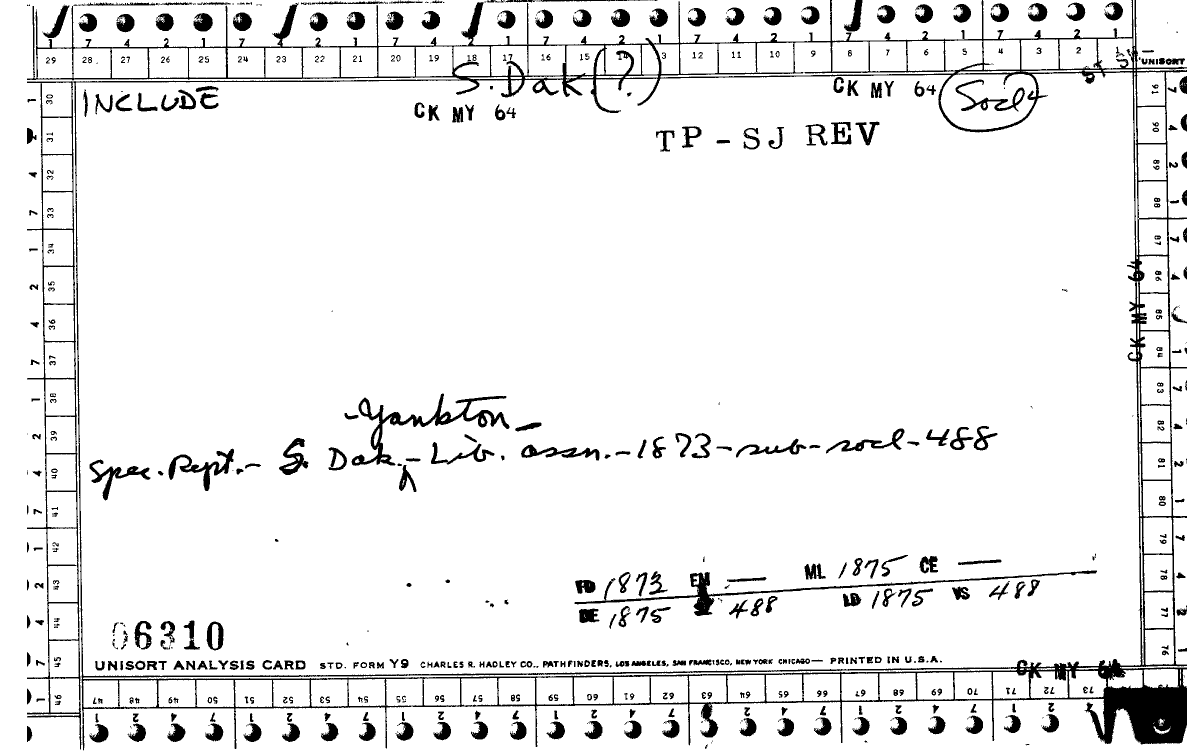 1 7 4 2 1 7 4 2 1 7 4 2 1 7 4 2 1 7 4 2 1 7 4 2 1 7 4 2 1
29 28. 27 26 25 24 23 22 21 20 19 18 17 16 15 14 13 12 11 10 9 8 7 6 5 4 3 2 1 UNISORT
INCLUDE S. Dak. (?) CK MY 64 Socl
CK MY 64
TP - SJ REV
CK MY 64
- Yankton -
Spec. Rept. - S. Dak. - Lib. assn. - 1873 - sub - socl - 488
FD 1873 EM — ML 1875 CE —
DE 1875 488 LD 1875 VS 488
06310
UNISORT ANALYSIS CARD STD. FORM Y9 CHARLES R. HADLEY CO., PATHFINDERS, LOS ANGELES, SAN FRANCISCO, NEW YORK CHICAGO — PRINTED IN U.S.A.
CK MY 64
47 48 49 50 51 52 53 54 55 56 57 58 59 60 61 62 63 64 65 66 67 68 69 70 71 72 73